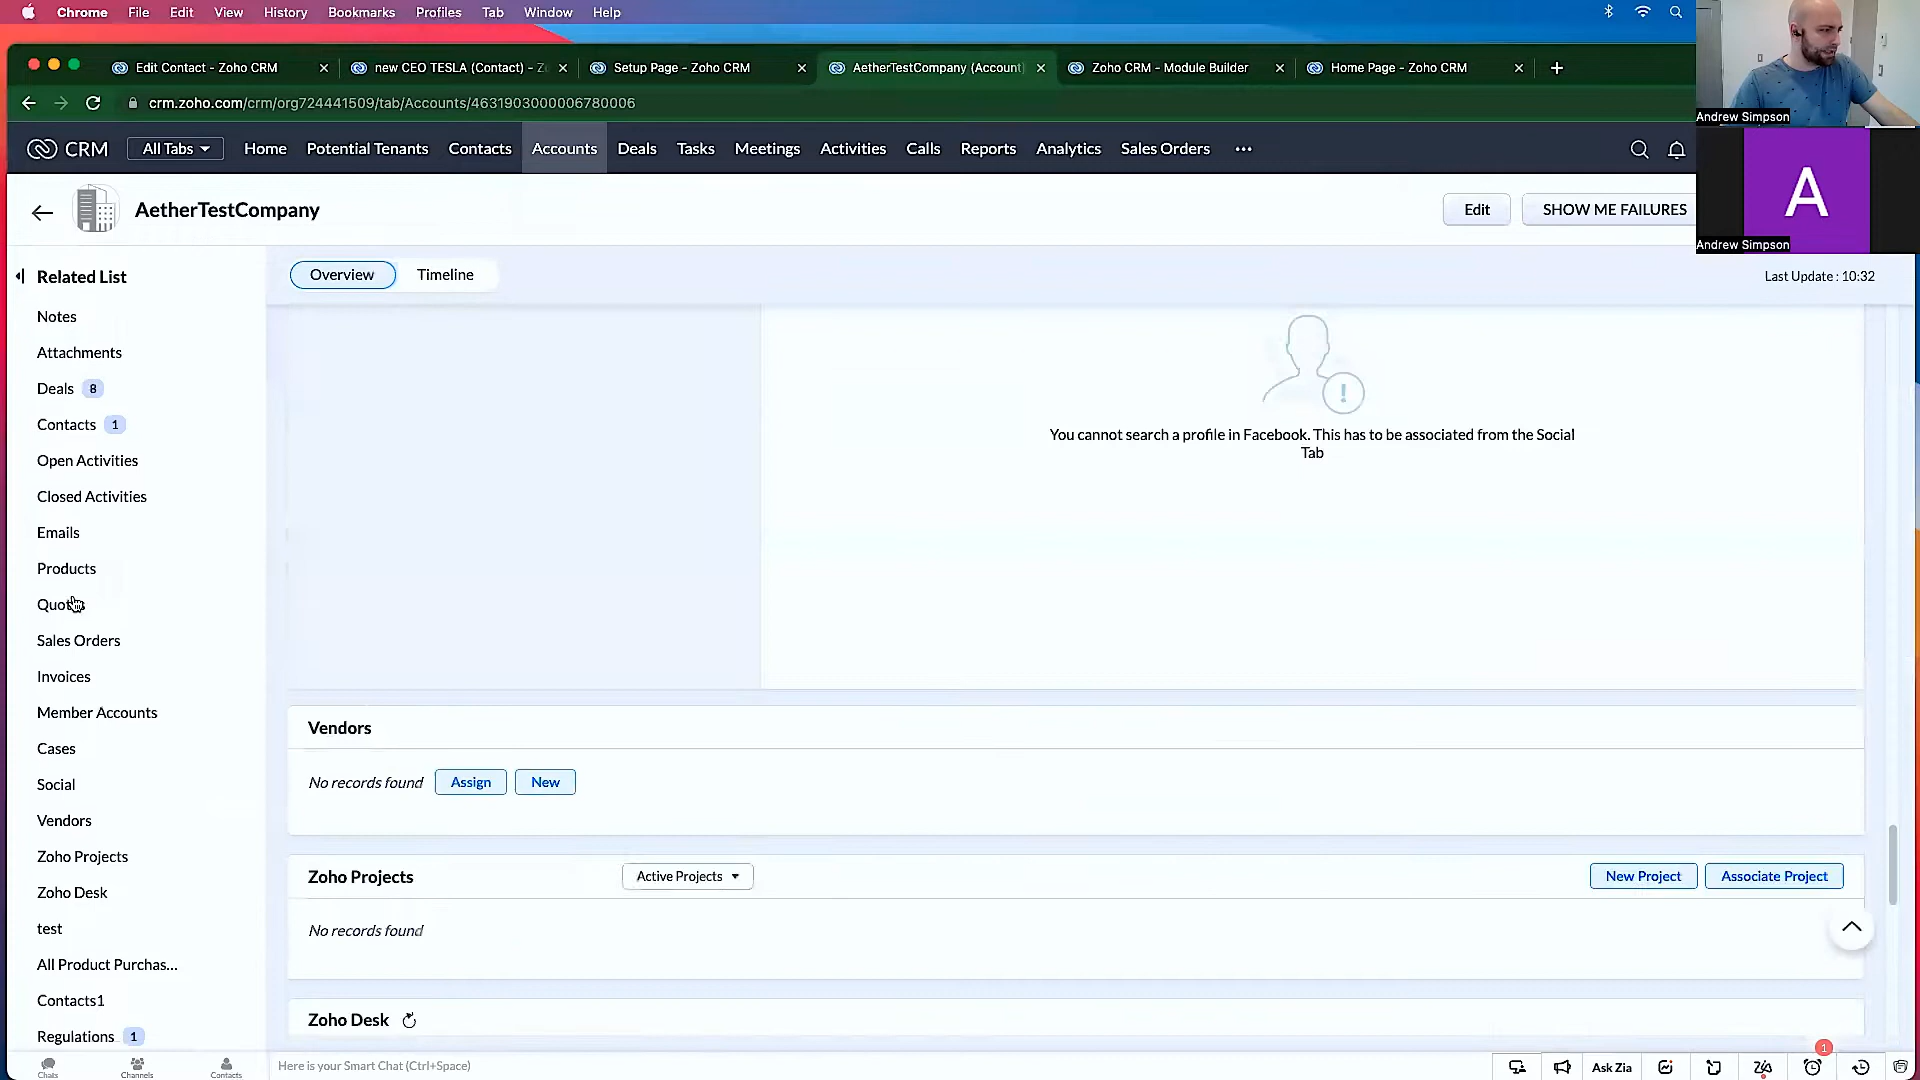 Chrome File Edit View History Bookmarks Profiles Tab Window Help
Edit Contact - Zoho CRM
new CEO TESLA (Contact) - Z
Setup Page - Zoho CRM
AetherTestCompany (Account)
Zoho CRM - Module Builder
Home Page - Zoho CRM
crm.zoho.com/crm/org724441509/tab/Accounts/4631903000006780006
Andrew Simpson
CRM All Tabs Home Potential Tenants Contacts Accounts Deals Tasks Meetings Activities Calls Reports Analytics Sales Orders ...
A
Andrew Simpson
AetherTestCompany
Edit
SHOW ME FAILURES
Related List
Overview Timeline
Last Update : 10:32
Notes
Attachments
Deals 8
Contacts 1
Open Activities
Closed Activities
Emails
Products
Sales Orders
Invoices
Member Accounts
Cases
Social
Vendors
Zoho Projects
Zoho Desk
test
All Product Purchas...
Contacts1
Regulations 1
You cannot search a profile in Facebook. This has to be associated from the Social
Tab
Vendors
No records found Assign New
Zoho Projects Active Projects New Project Associate Project
No records found
Zoho Desk
Chats Channels Contacts
Here is your Smart Chat (Ctrl+Space)
Ask Zia
1